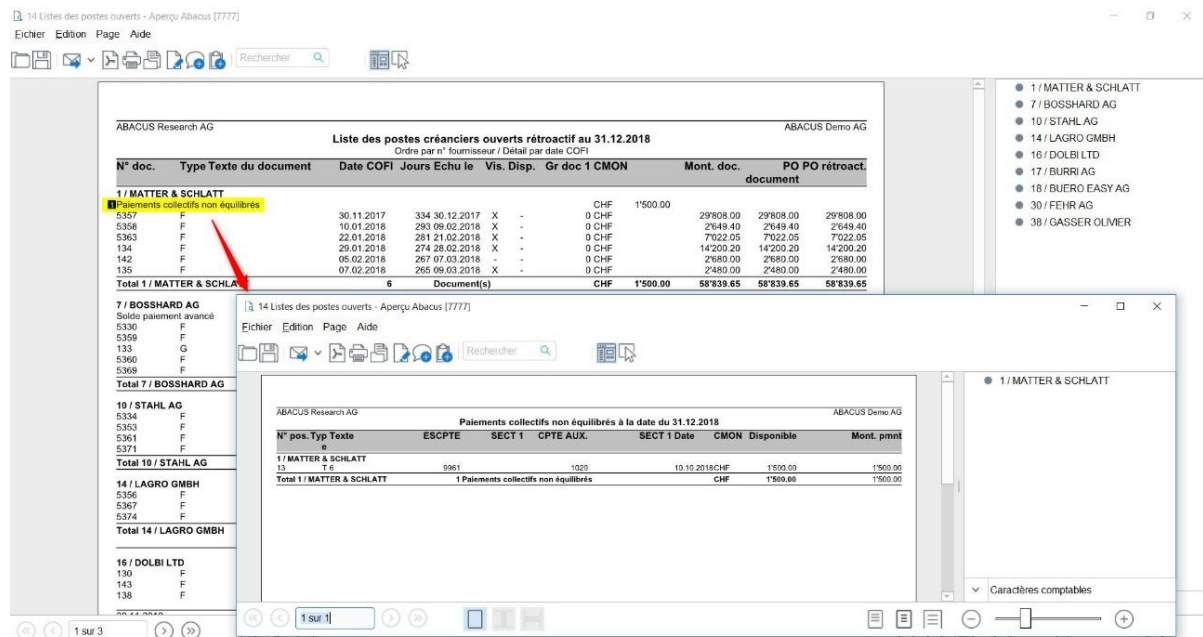 14 Listes des postes ouverts - Aperçu Abacus [7777]
Fichier Edition Page Aide
Rechercher
ABACUS Research AG ABACUS Demo AG
Liste des postes créanciers ouverts rétroactif au 31.12.2018
Ordre par n° fournisseur / Détail par date COFI
N° doc. Type Texte du document Date COFI Jours Echu le Vis. Disp. Gr doc 1 CMON Mont. doc. PO PO rétroact.
document
1 / MATTER & SCHLATT
1 Paiements collectifs non équilibrés CHF 1'500.00
5357 F 30.11.2017 334 30.12.2017 X - 0 CHF 29'808.00 29'808.00 29'808.00
5358 F 10.01.2018 293 09.02.2018 X - 0 CHF 2'649.40 2'649.40 2'649.40
5363 F 22.01.2018 281 21.02.2018 X - 0 CHF 7'022.05 7'022.05 7'022.05
134 F 29.01.2018 274 28.02.2018 X - 0 CHF 14'200.20 14'200.20 14'200.20
142 F 05.02.2018 267 07.03.2018 - - 0 CHF 2'680.00 2'680.00 2'680.00
135 F 07.02.2018 265 09.03.2018 X - 0 CHF 2'480.00 2'480.00 2'480.00
Total 1 / MATTER & SCHLATT 6 Document(s) CHF 1'500.00 58'839.65 58'839.65 58'839.65
7 / BOSSHARD AG
Solde paiement avancé
5330 F
5359 F
133 G
5360 F
5369 F
Total 7 / BOSSHARD AG
10 / STAHL AG
5334 F
5353 F
5361 F
5371 F
Total 10 / STAHL AG
14 / LAGRO GMBH
5356 F
5367 F
5374 F
Total 14 / LAGRO GMBH
16 / DOLBI LTD
130 F
143 F
138 F
1 sur 3
1 / MATTER & SCHLATT
7 / BOSSHARD AG
10 / STAHL AG
14 / LAGRO GMBH
16 / DOLBI LTD
17 / BURRI AG
18 / BUERO EASY AG
30 / FEHR AG
38 / GASSER OLIVIER
14 Listes des postes ouverts - Aperçu Abacus [7777]
Fichier Edition Page Aide
Rechercher
ABACUS Research AG ABACUS Demo AG
Paiements collectifs non équilibrés à la date du 31.12.2018
N° pos. Typ Texte ESCPTE SECT 1 CPTE AUX. SECT 1 Date CMON Disponible Mont. pmnt
e
1 / MATTER & SCHLATT
13 T 6 9961 1020 10.10.2018 CHF 1'500.00 1'500.00
Total 1 / MATTER & SCHLATT 1 Paiements collectifs non équilibrés CHF 1'500.00 1'500.00
1 / MATTER & SCHLATT
Caractères comptables
1 sur 1